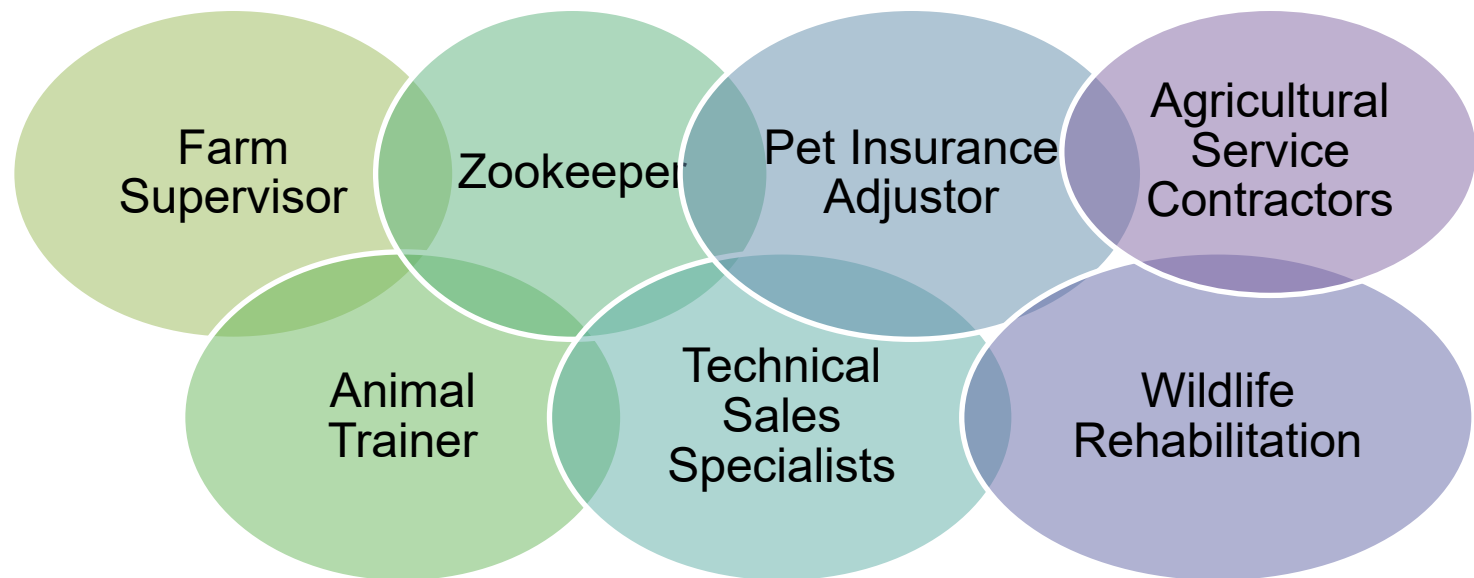 Farm
Supervisor
Zookeeper
Pet Insurance
Adjustor
Agricultural
Service
Contractors
Animal
Trainer
Technical
Sales
Specialists
Wildlife
Rehabilitation